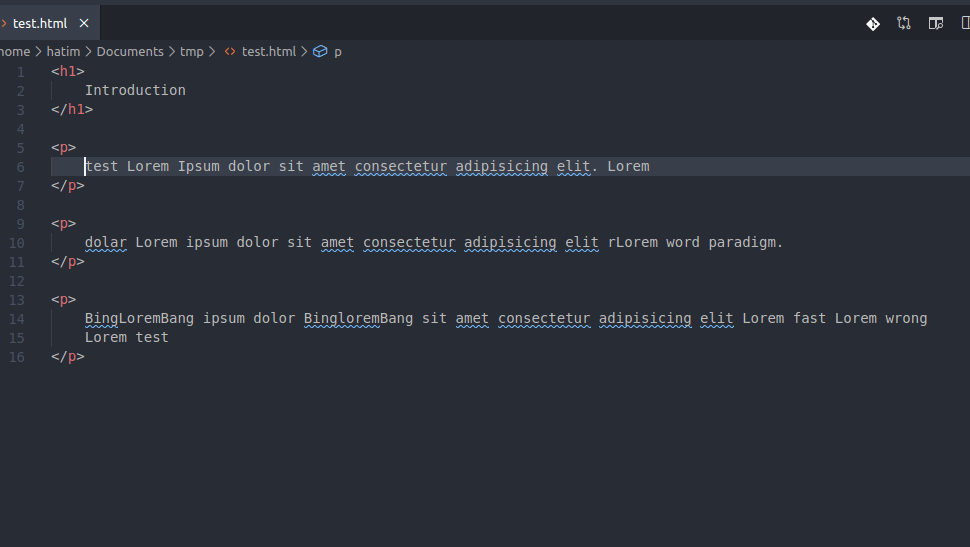 test.html ×
home > hatim > Documents > tmp > <> test.html > p
1 <h1>
2     Introduction
3 </h1>
4
5 <p>
6     test Lorem Ipsum dolor sit amet consectetur adipisicing elit. Lorem
7 </p>
8
9 <p>
10     dolar Lorem ipsum dolor sit amet consectetur adipisicing elit rLorem word paradigm.
11 </p>
12
13 <p>
14     BingLoremBang ipsum dolor BingloremBang sit amet consectetur adipisicing elit Lorem fast Lorem wrong
15     Lorem test
16 </p>